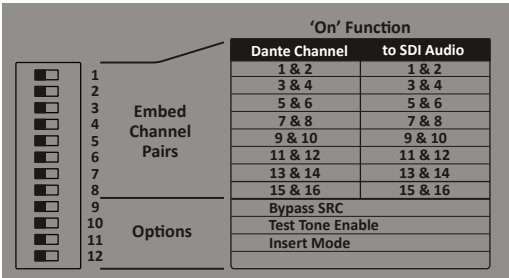 'On' Function
Dante Channel to SDI Audio
1 1 & 2 1 & 2
2 3 & 4 3 & 4
3 5 & 6 5 & 6
4 7 & 8 7 & 8
5 9 & 10 9 & 10
6 11 & 12 11 & 12
7 13 & 14 13 & 14
8 15 & 16 15 & 16
Embed
Channel
Pairs
9 Bypass SRC
10 Test Tone Enable
11 Insert Mode
12
Options